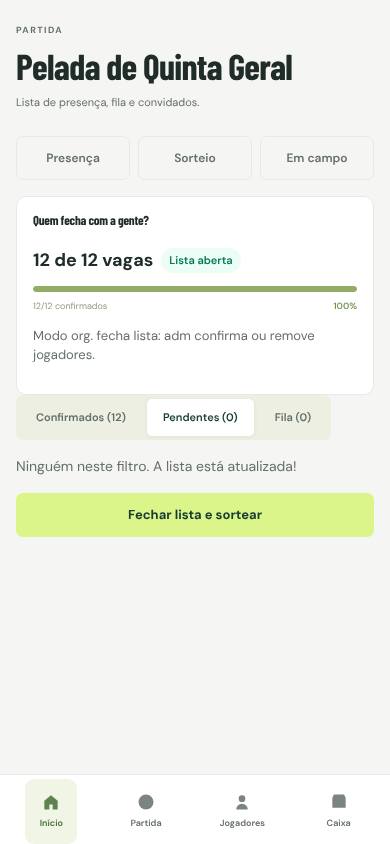 PARTIDA
Pelada de Quinta Geral
Lista de presença, fila e convidados.
Presença
Sorteio
Em campo
Quem fecha com a gente?
12 de 12 vagas
Lista aberta
12/12 confirmados
100%
Modo org. fecha lista: adm confirma ou remove
jogadores.
Confirmados (12)
Pendentes (0)
Fila (0)
Ninguém neste filtro. A lista está atualizada!
Fechar lista e sortear
Início
Partida
Jogadores
Caixa